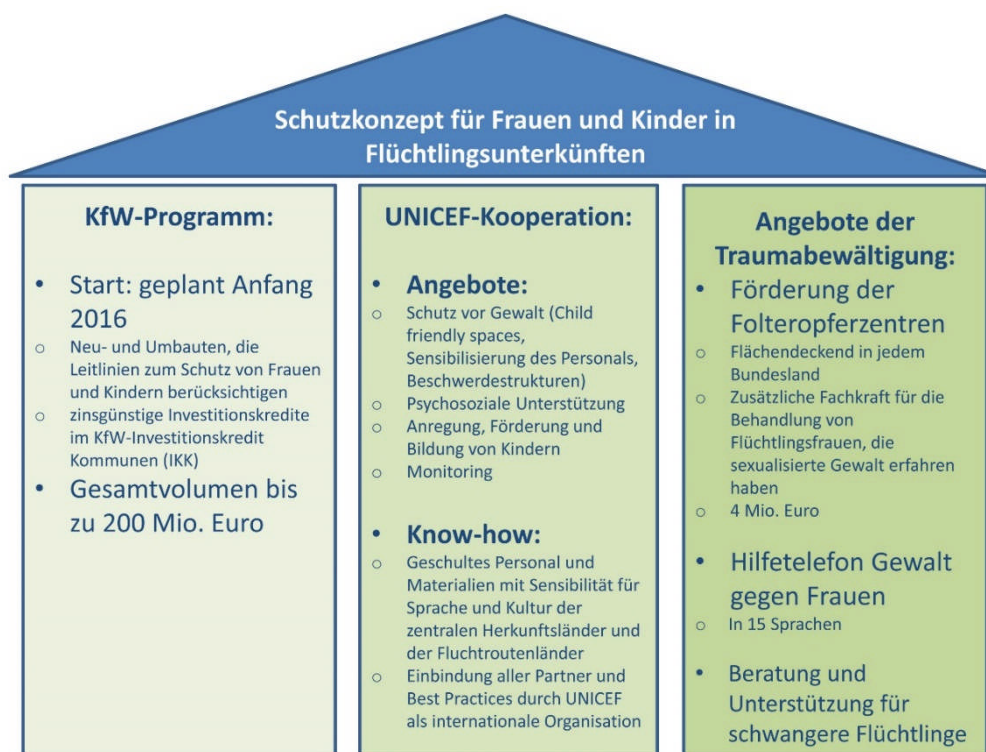 Schutzkonzept für Frauen und Kinder in
Flüchtlingsunterkünften
KfW-Programm:
• Start: geplant Anfang
2016
o Neu- und Umbauten, die
Leitlinien zum Schutz von Frauen
und Kindern berücksichtigen
o zinsgünstige Investitionskredite
im KfW-Investitionskredit
Kommunen (IKK)
• Gesamtvolumen bis
zu 200 Mio. Euro
UNICEF-Kooperation:
• Angebote:
o Schutz vor Gewalt (Child
friendly spaces,
Sensibilisierung des Personals,
Beschwerdestrukturen)
o Psychosoziale Unterstützung
o Anregung, Förderung und
Bildung von Kindern
o Monitoring
• Know-how:
o Geschultes Personal und
Materialien mit Sensibilität für
Sprache und Kultur der
zentralen Herkunftsländer und
der Fluchtroutenländer
o Einbindung aller Partner und
Best Practices durch UNICEF
als internationale Organisation
Angebote der
Traumabewältigung:
• Förderung der
Folteropferzentren
o Flächendeckend in jedem
Bundesland
o Zusätzliche Fachkraft für die
Behandlung von
Flüchtlingsfrauen, die
sexualisierte Gewalt erfahren
haben
o 4 Mio. Euro
• Hilfetelefon Gewalt
gegen Frauen
o In 15 Sprachen
• Beratung und
Unterstützung für
schwangere Flüchtlinge